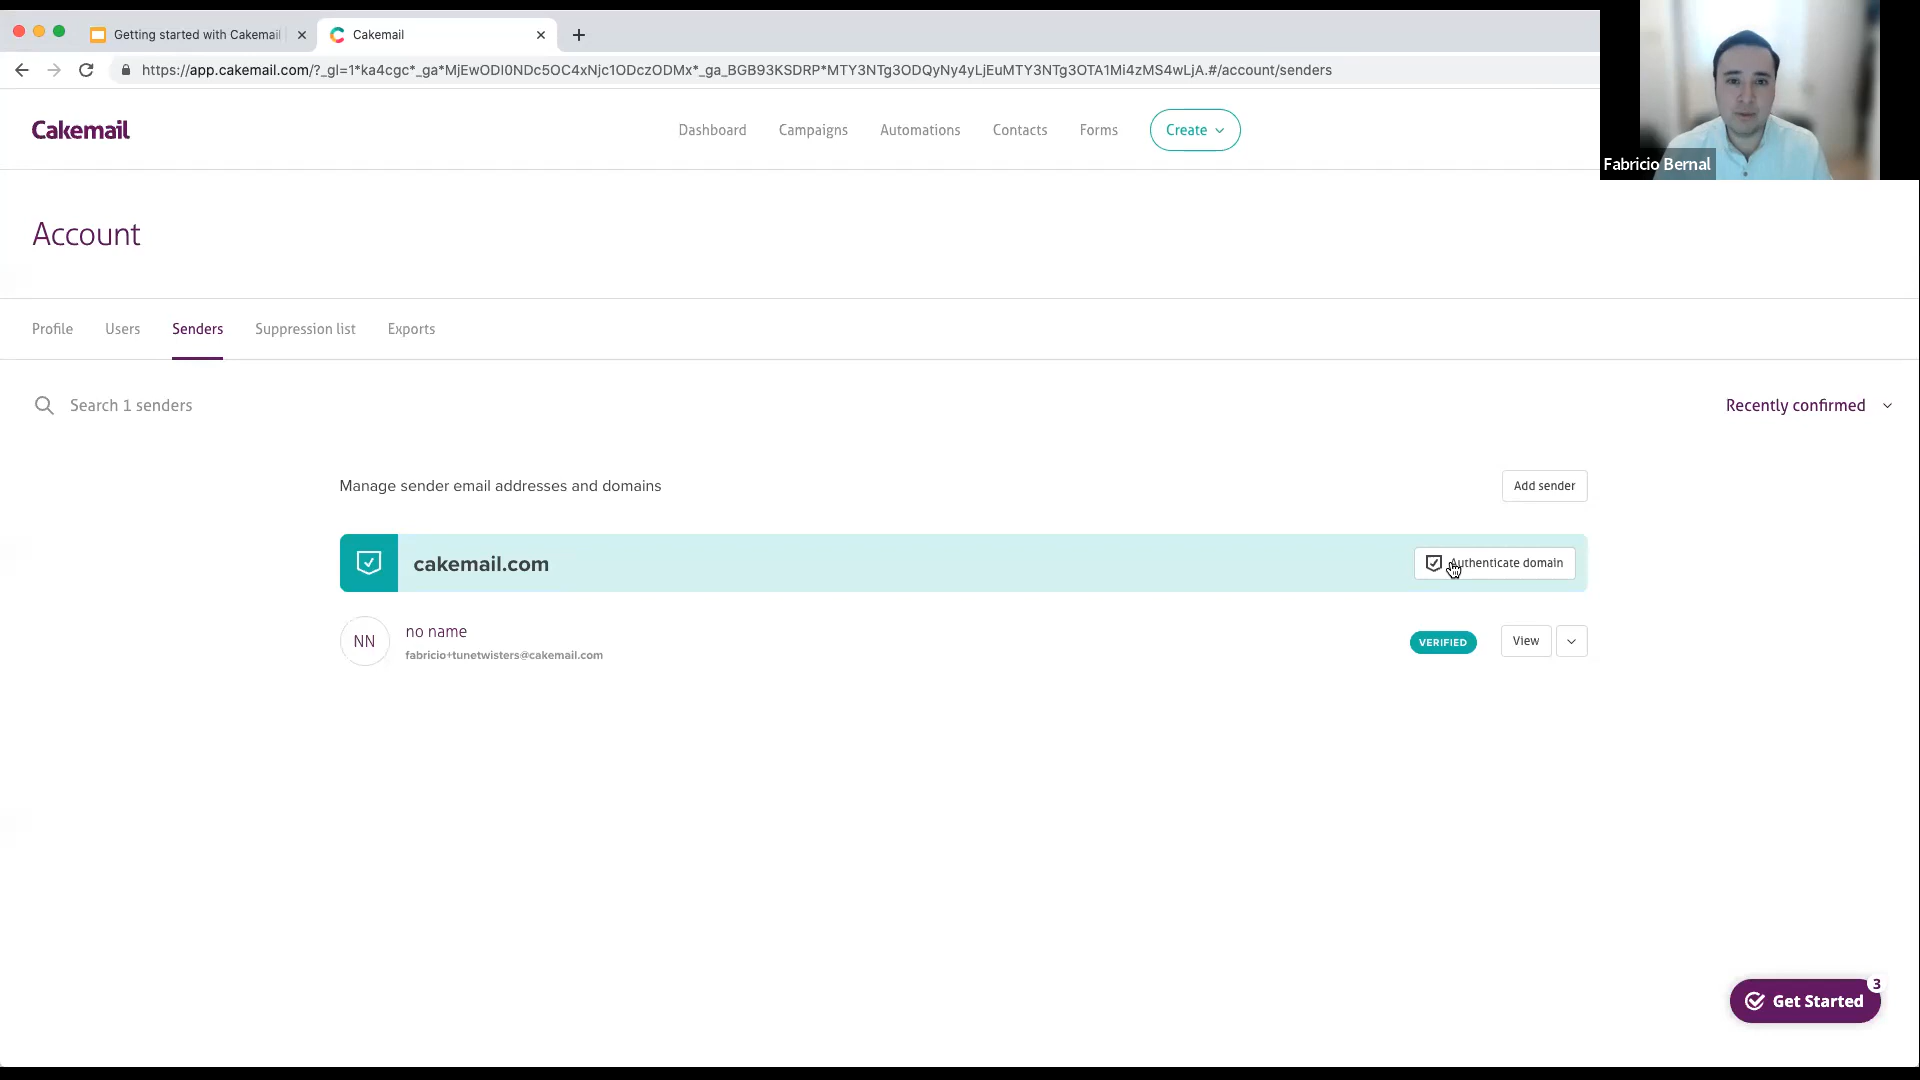 Getting started with Cakemail
Cakemail
https://app.cakemail.com/?_gl=1*ka4cgc*_ga*MjEwODI0NDc5OC4xNjc1ODczODMx*_ga_BGB93KSDRP*MTY3NTg3ODQyNy4yLjEuMTY3NTg3OTA1Mi4zMS4wLjA.#/account/senders
Cakemail
Dashboard
Campaigns
Automations
Contacts
Forms
Create
Fabricio Bernal
Account
Profile
Users
Senders
Suppression list
Exports
Search 1 senders
Recently confirmed
Manage sender email addresses and domains
Add sender
cakemail.com
Authenticate domain
NN
no name
fabricio+tunetwisters@cakemail.com
VERIFIED
View
3
Get Started